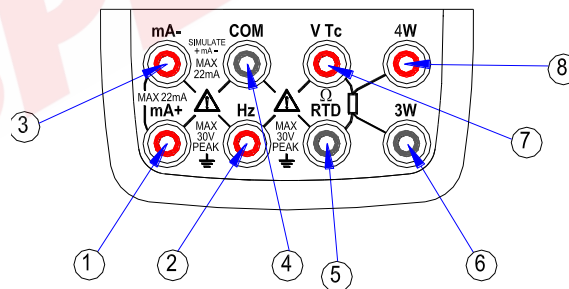 mA-
SIMULATE
+ mA -
MAX
22mA
COM
V Tc
4W
MAX 22mA
mA+
Hz
Ω
RTD
3W
MAX
30V
PEAK
MAX
30V
PEAK
3
8
7
1
2
4
5
6